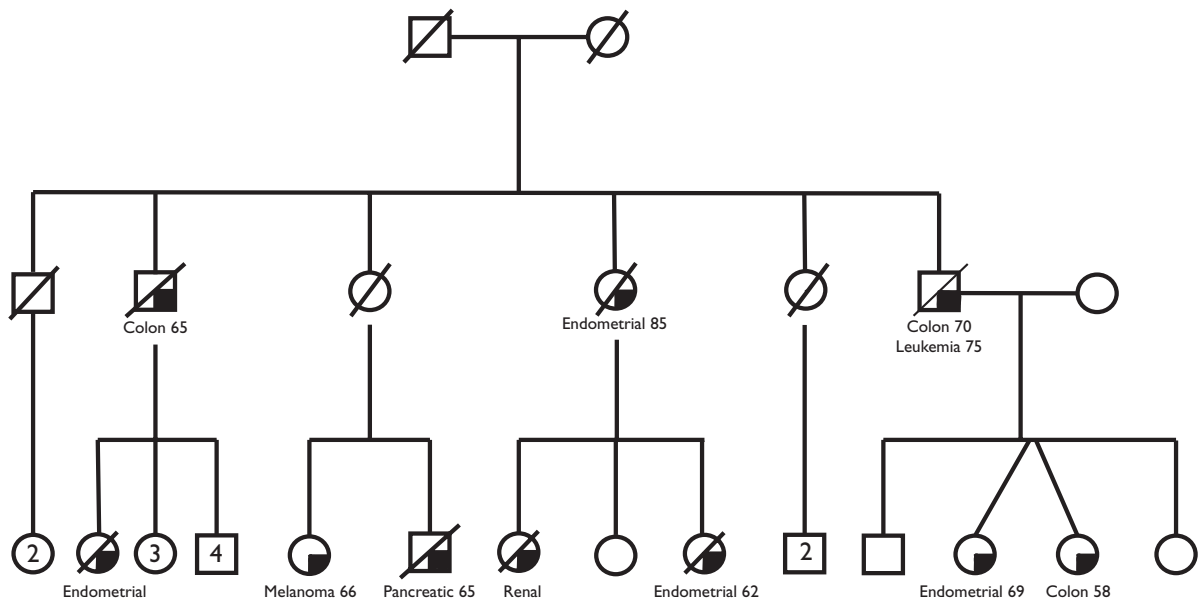 Colon 65
Endometrial 85
Colon 70
Leukemia 75
2
3
4
2
Endometrial
Melanoma 66
Pancreatic 65
Renal
Endometrial 62
Endometrial 69
Colon 58